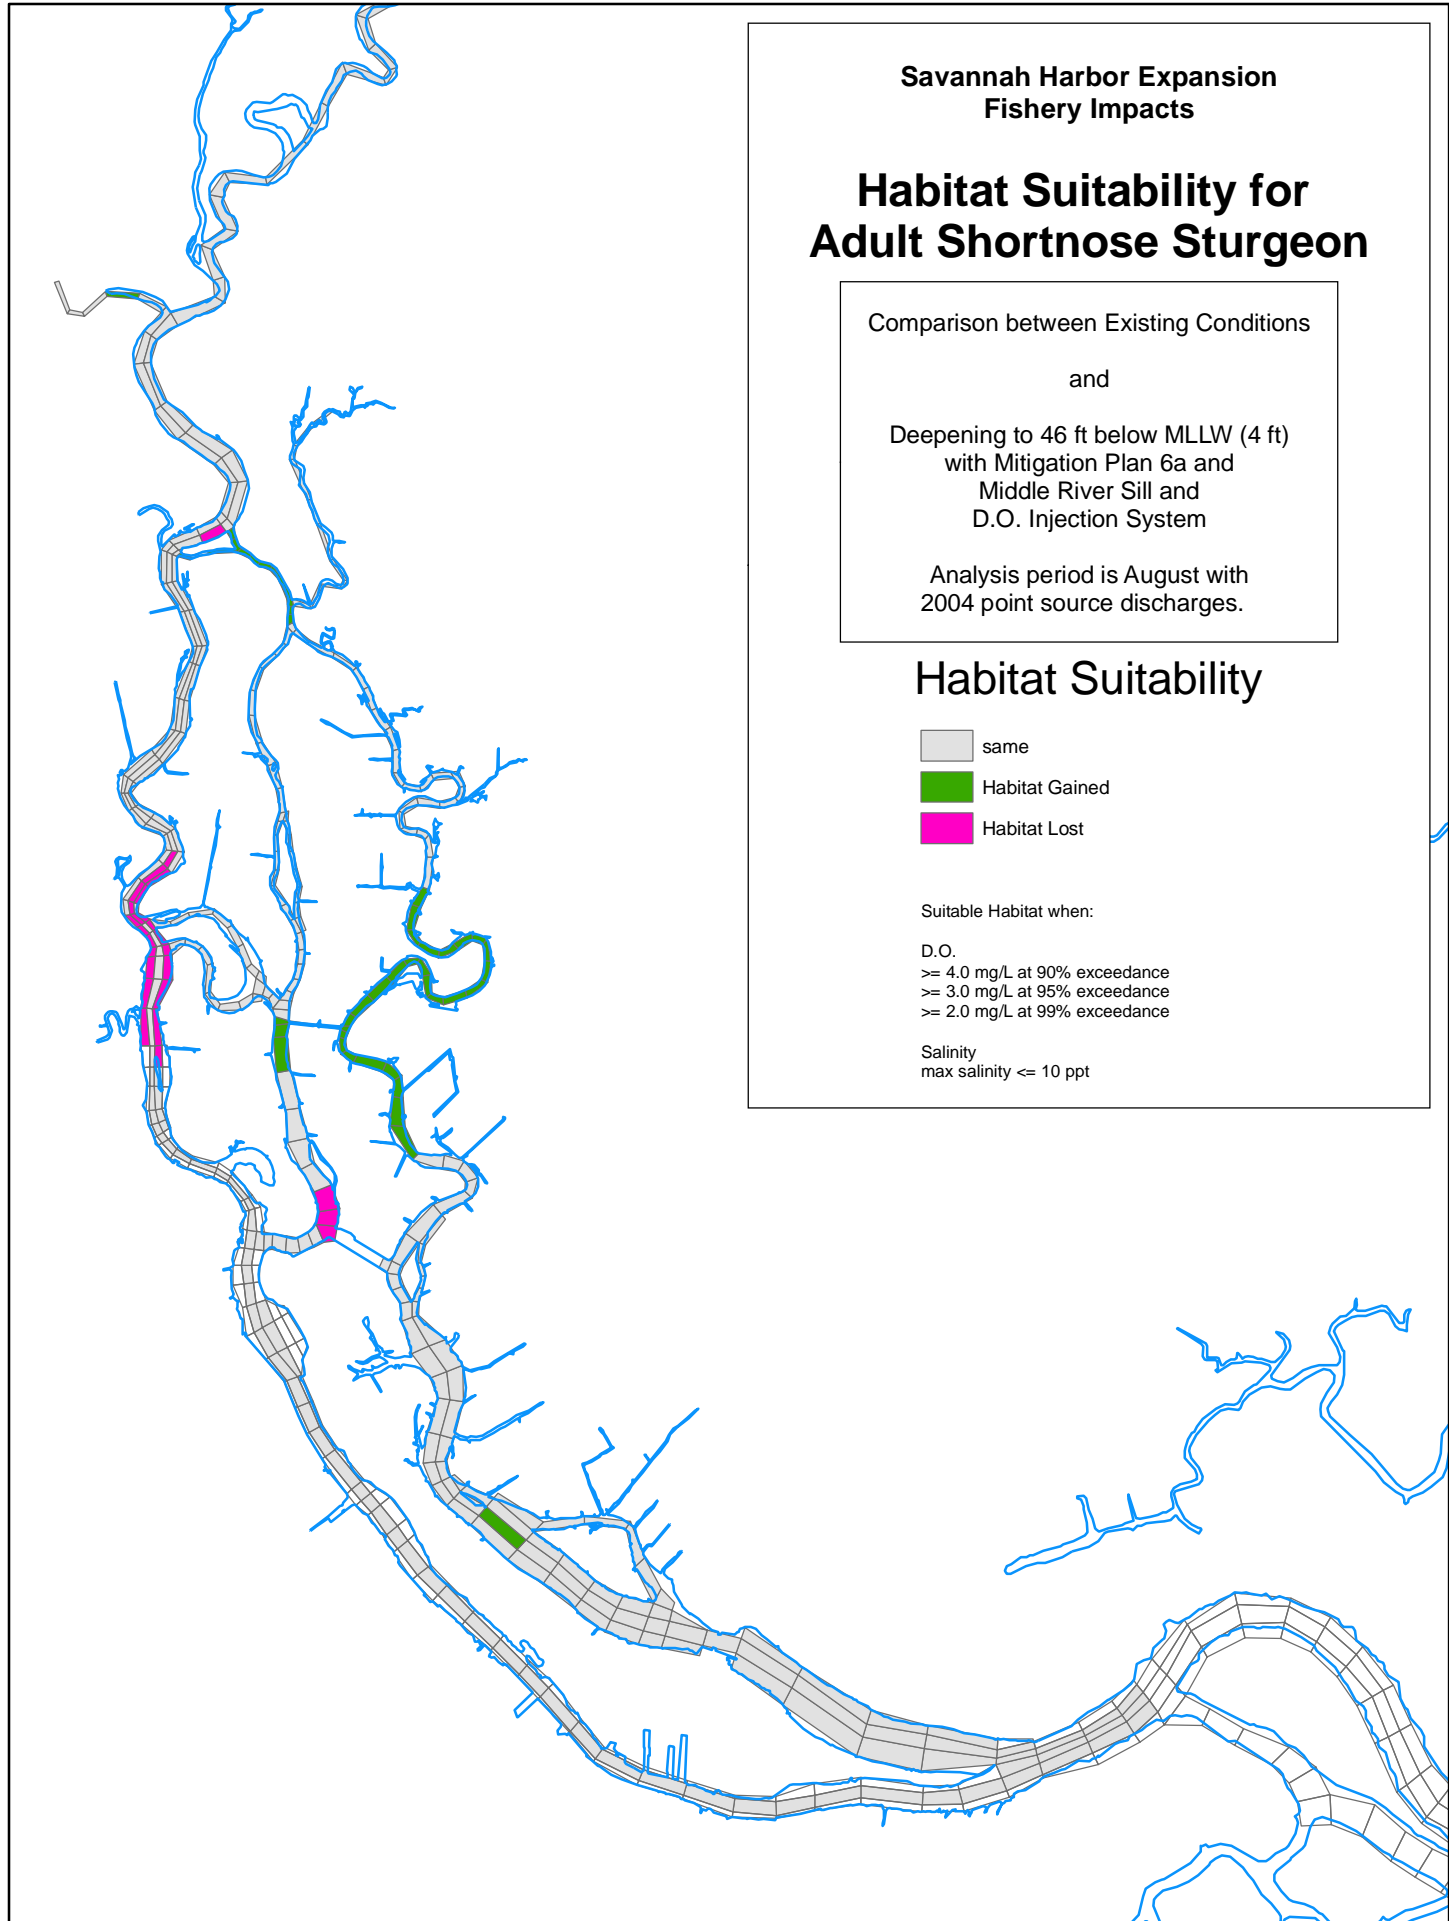 Savannah Harbor Expansion
Fishery Impacts
Habitat Suitability for
Adult Shortnose Sturgeon
Comparison between Existing Conditions
and
Deepening to 46 ft below MLLW (4 ft)
with Mitigation Plan 6a and
Middle River Sill and
D.O. Injection System
Analysis period is August with
2004 point source discharges.
Habitat Suitability
same
Habitat Gained
Habitat Lost
Suitable Habitat when:
D.O.
>= 4.0 mg/L at 90% exceedance
>= 3.0 mg/L at 95% exceedance
>= 2.0 mg/L at 99% exceedance
Salinity
max salinity <= 10 ppt